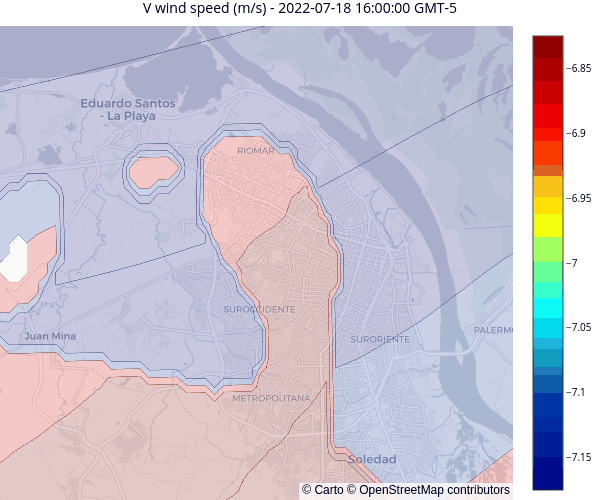 V wind speed (m/s) - 2022-07-18 16:00:00 GMT-5
Eduardo Santos
- La Playa
RIOMAR
SUROCCIDENTE
SURORIENTE
PALERMO
Juan Mina
METROPOLITANA
Soledad
© Carto © OpenStreetMap contributors
−6.85
−6.9
−6.95
−7
−7.05
−7.1
−7.15